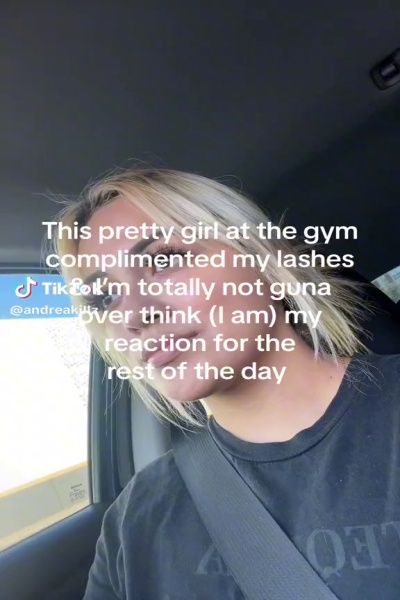 This pretty girl at the gym
complimented my lashes
& I'm totally not guna
over think (I am) my
reaction for the
rest of the day
TikTok